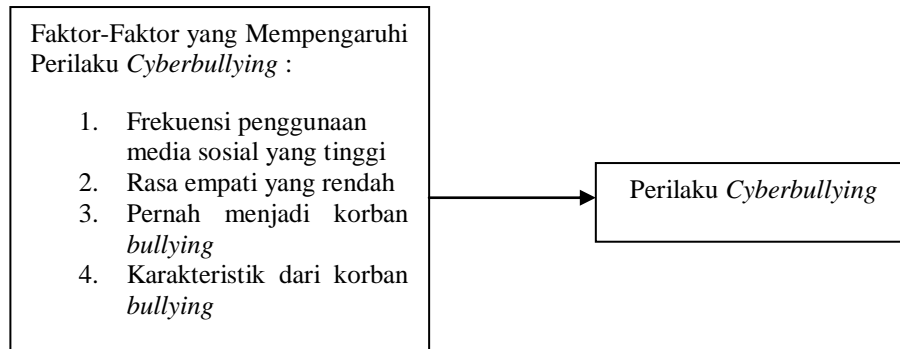 Faktor-Faktor yang Mempengaruhi
Perilaku Cyberbullying :
1. Frekuensi penggunaan
media sosial yang tinggi
2. Rasa empati yang rendah
3. Pernah menjadi korban
bullying
4. Karakteristik dari korban
bullying
Perilaku Cyberbullying